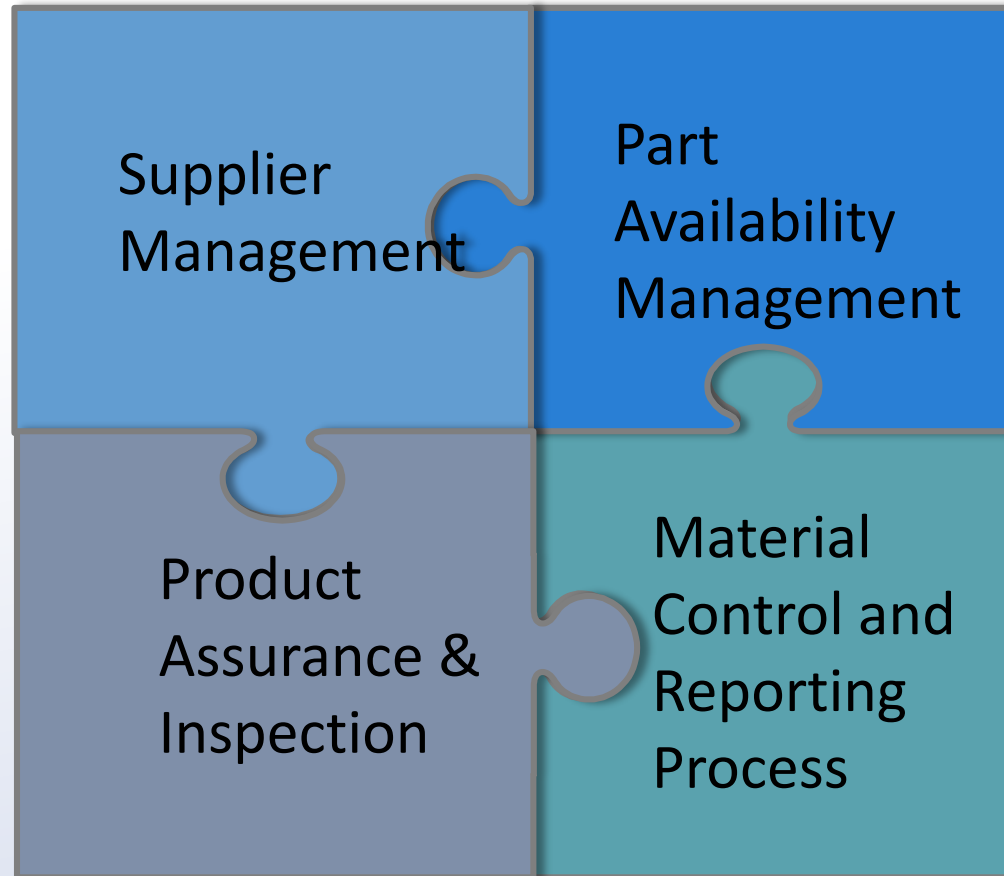 Supplier
Management
Part
Availability
Management
Product
Assurance &
Inspection
Material
Control and
Reporting
Process